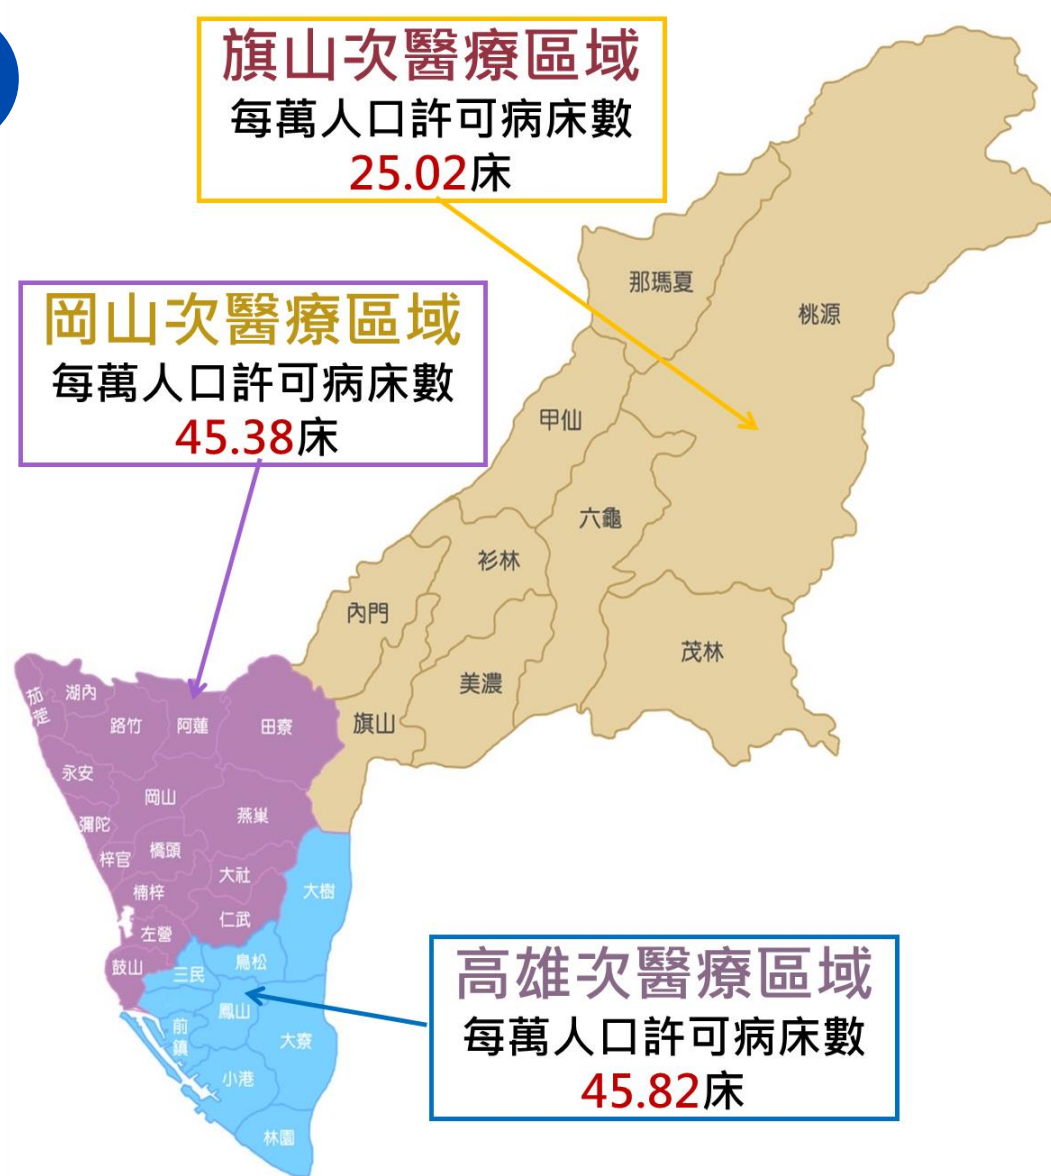 旗山次醫療區域
每萬人口許可病床數
25.02床
岡山次醫療區域
每萬人口許可病床數
45.38床
那瑪夏
桃源
甲仙
六龜
杉林
內門
茂林
美濃
旗山
茄萣
湖內
路竹
阿蓮
田寮
永安
岡山
燕巢
彌陀
梓官
橋頭
大社
楠梓
大樹
仁武
左營
鼓山
三民
鳥松
鳳山
前鎮
大寮
小港
林園
高雄次醫療區域
每萬人口許可病床數
45.82床